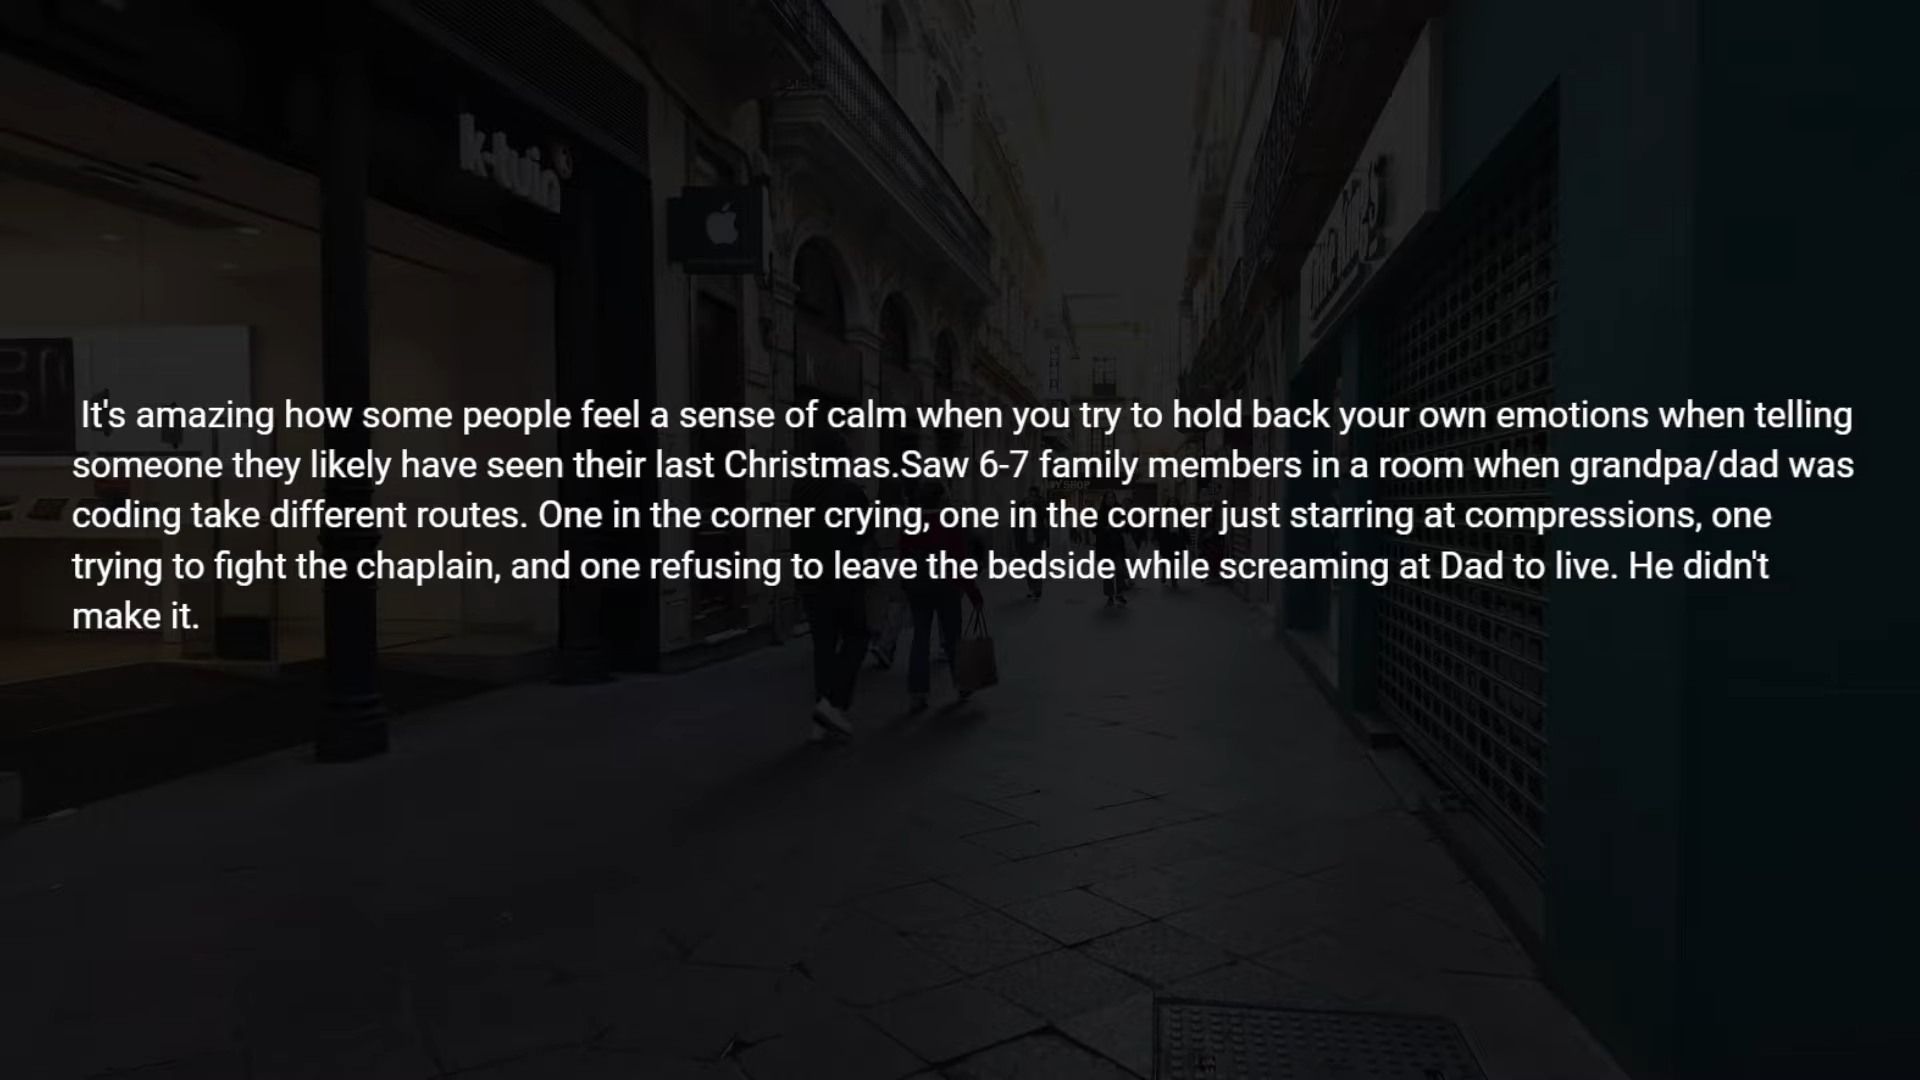 k-tuin
It's amazing how some people feel a sense of calm when you try to hold back your own emotions when telling
someone they likely have seen their last Christmas.Saw 6-7 family members in a room when grandpa/dad was
coding take different routes. One in the corner crying, one in the corner just starring at compressions, one
trying to fight the chaplain, and one refusing to leave the bedside while screaming at Dad to live. He didn't
make it.